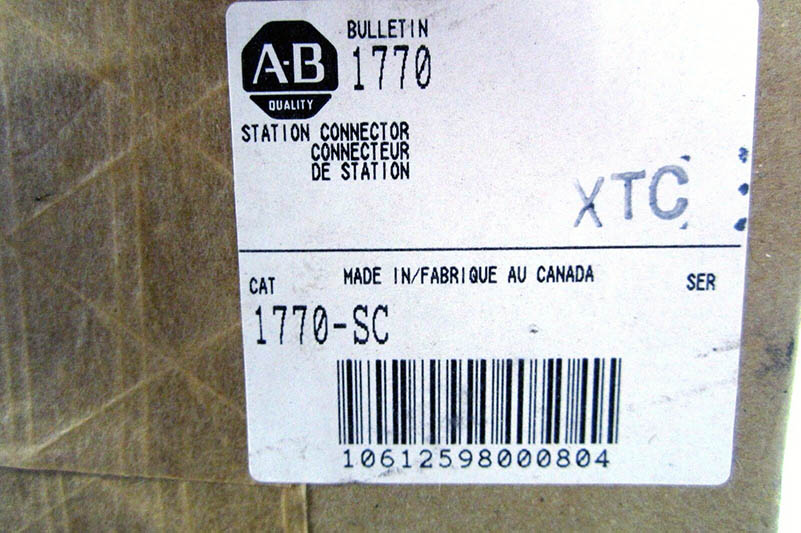 A-B
QUALITY
BULLETIN
1770
STATION CONNECTOR
CONNECTEUR
DE STATION
XTC
MADE IN/FABRIQUE AU CANADA
CAT
SER
1770-SC
10612598000804